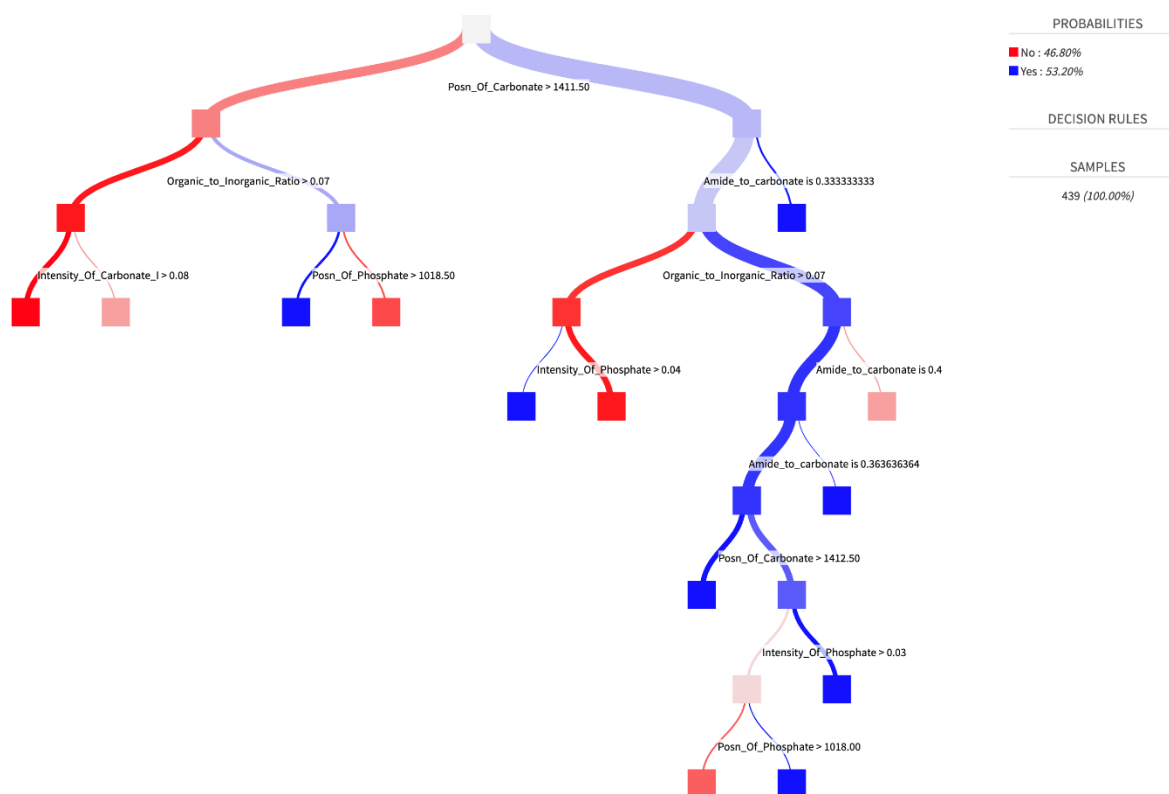 PROBABILITIES
No : 46.80%
Yes : 53.20%
DECISION RULES
SAMPLES
439 (100.00%)
Posn_Of_Carbonate > 1411.50
Organic_to_Inorganic_Ratio > 0.07
Amide_to_carbonate is 0.333333333
Intensity_Of_Carbonate_I > 0.08
Posn_Of_Phosphate > 1018.50
Organic_to_Inorganic_Ratio > 0.07
Intensity_Of_Phosphate > 0.04
Amide_to_carbonate is 0.4
Amide_to_carbonate is 0.363636364
Posn_Of_Carbonate > 1412.50
Intensity_Of_Phosphate > 0.03
Posn_Of_Phosphate > 1018.00